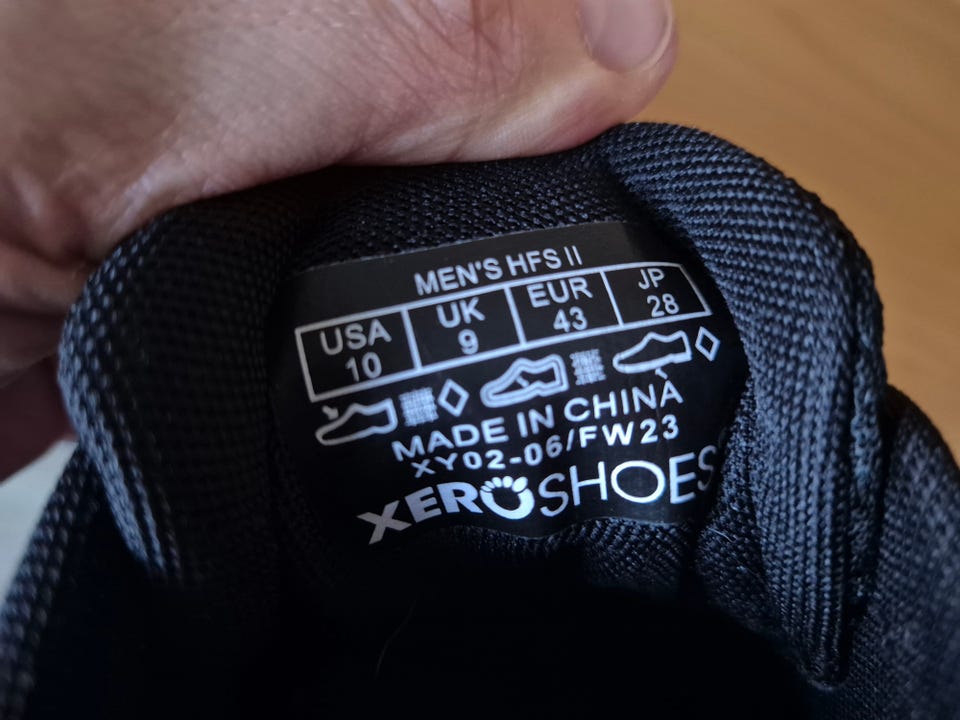 MEN'S HFS II
USA UK EUR JP
10 9 43 28
MADE IN CHINA
XY02-06/FW23
XEROSHOES